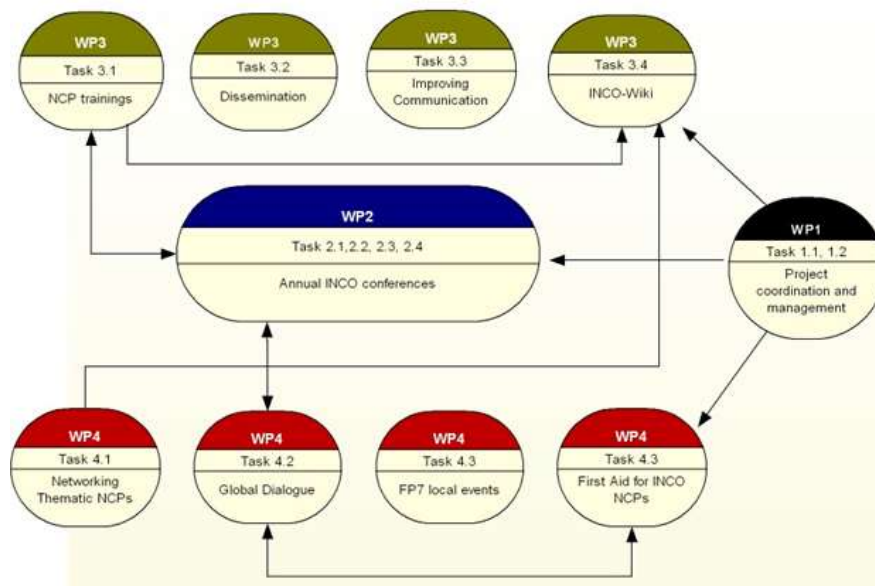 WP3
Task 3.1
NCP trainings
WP3
Task 3.2
Dissemination
WP3
Task 3.3
Improving
Communication
WP3
Task 3.4
INCO-Wiki
WP2
Task 2.1,2.2, 2.3, 2.4
Annual INCO conferences
WP1
Task 1.1, 1.2
Project
coordination and
management
WP4
Task 4.1
Networking
Thematic NCPs
WP4
Task 4.2
Global Dialogue
WP4
Task 4.3
FP7 local events
WP4
Task 4.3
First Aid for INCO
NCPs